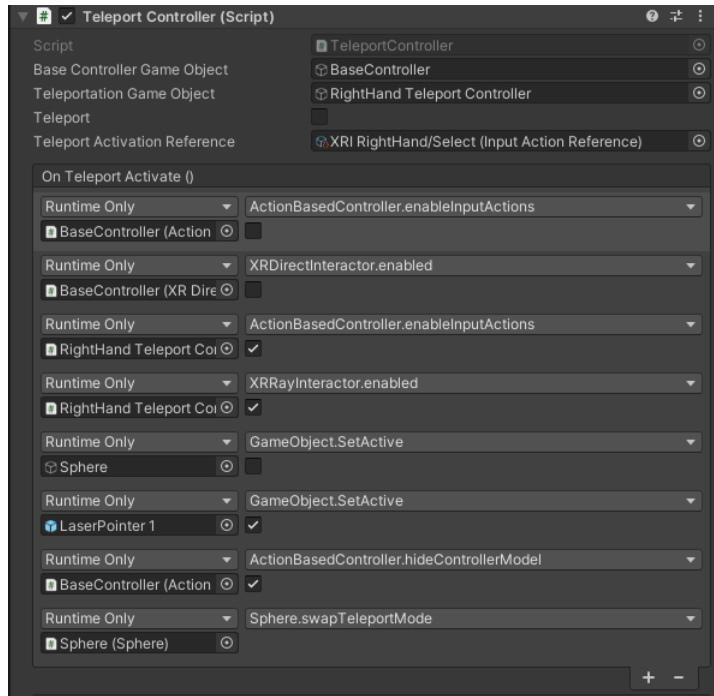 Teleport Controller (Script)
Script TeleportController
Base Controller Game Object BaseController
Teleportation Game Object RightHand Teleport Controller
Teleport
Teleport Activation Reference XRI RightHand/Select (Input Action Reference)
On Teleport Activate ()
Runtime Only ActionBasedController.enableInputActions
BaseController (Action
Runtime Only XRDirectInteractor.enabled
BaseController (XR Dire
Runtime Only ActionBasedController.enableInputActions
RightHand Teleport Co
Runtime Only XRRayInteractor.enabled
RightHand Teleport Co
Runtime Only GameObject.SetActive
Sphere
Runtime Only GameObject.SetActive
LaserPointer 1
Runtime Only ActionBasedController.hideControllerModel
BaseController (Action
Runtime Only Sphere.swapTeleportMode
Sphere (Sphere)